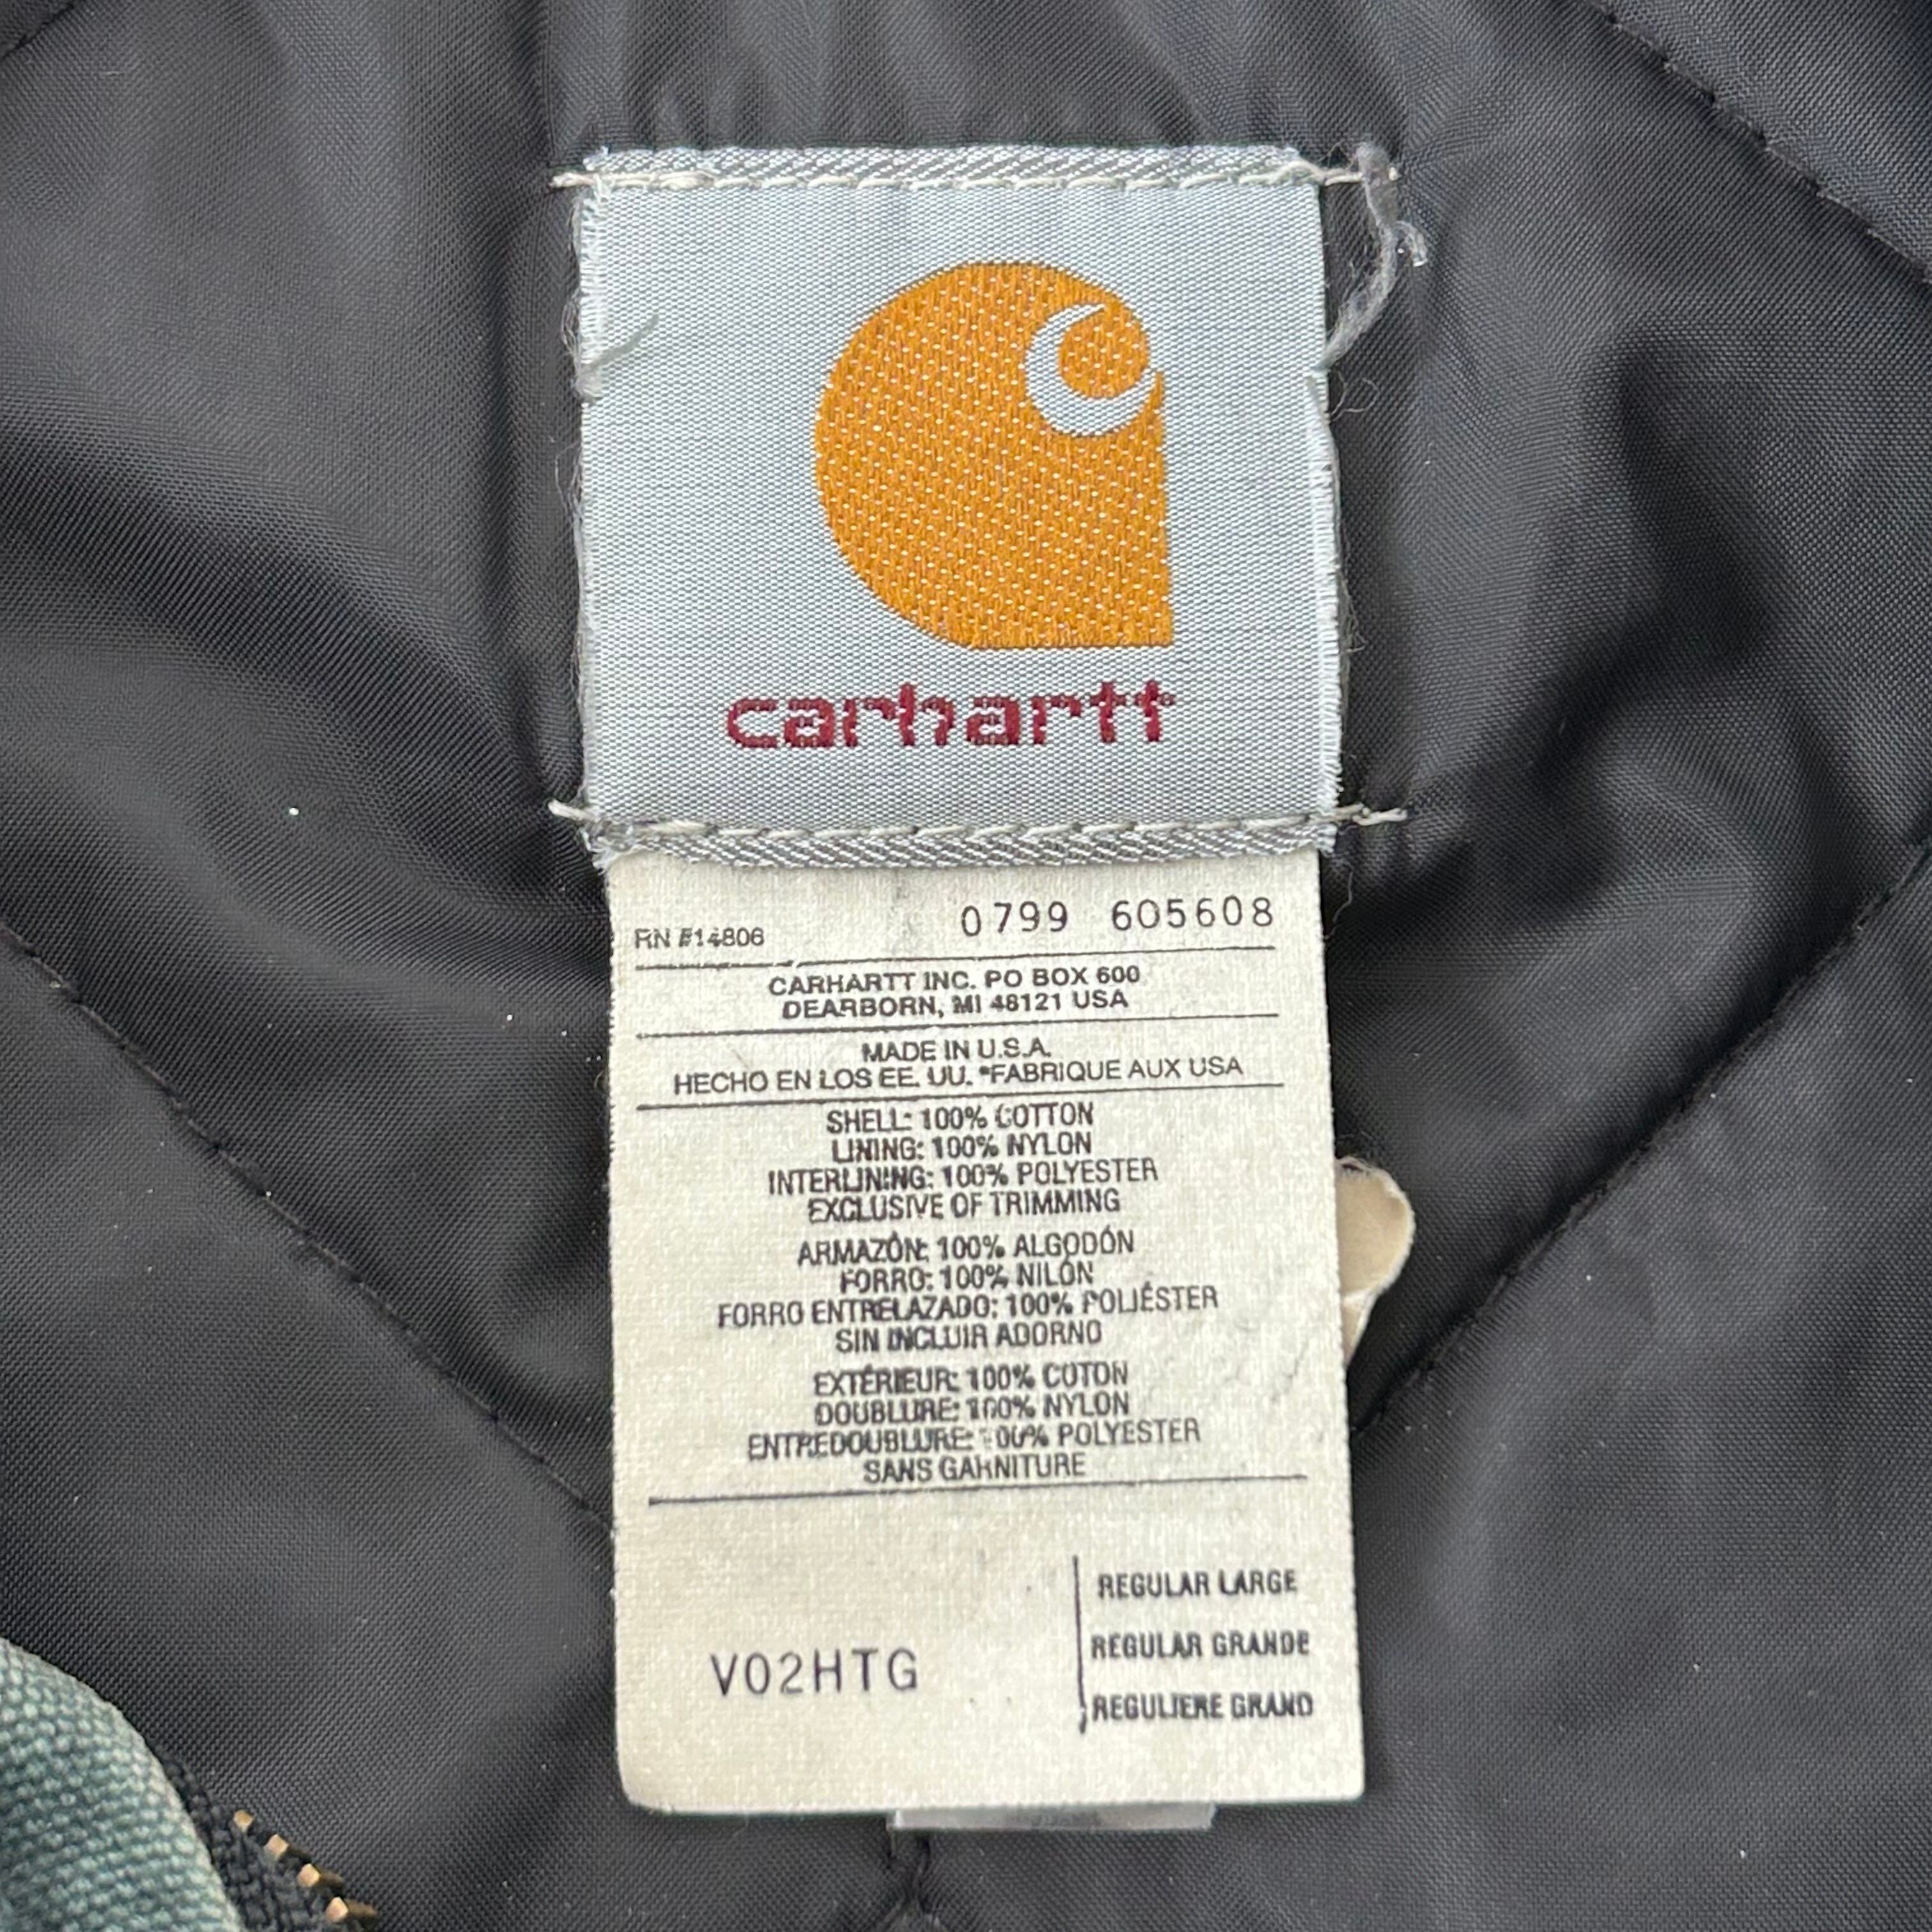 carhartt
RN #14806
0799 605608
CARHARTT INC. PO BOX 600
DEARBORN, MI 48121 USA
MADE IN U.S.A.
HECHO EN LOS EE. UU. *FABRIQUE AUX USA
SHELL: 100% COTTON
LINING: 100% NYLON
INTERLINING: 100% POLYESTER
EXCLUSIVE OF TRIMMING
ARMAZÓN: 100% ALGODÓN
FORRO: 100% NILÓN
FORRO ENTRELAZADO: 100% POLIÉSTER
SIN INCLUIR ADORNO
EXTÉRIEUR: 100% COTON
DOUBLURE: 100% NYLON
ENTREDOUBLURE: 100% POLYESTER
SANS GARNITURE
V02HTG
REGULAR LARGE
REGULAR GRANDE
REGULIERE GRAND